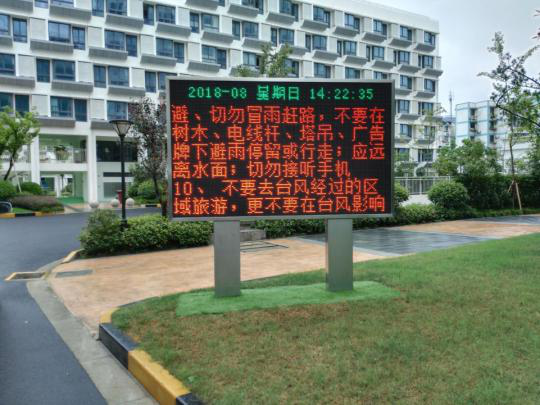 2018-08 星期日 14:22:35
避、切勿冒雨赶路，不要在
树木、电线杆、塔吊、广告
牌下避雨停留或行走；应远
离水面；切勿接听手机
10、不要去台风经过的区
域旅游，更不要在台风影响